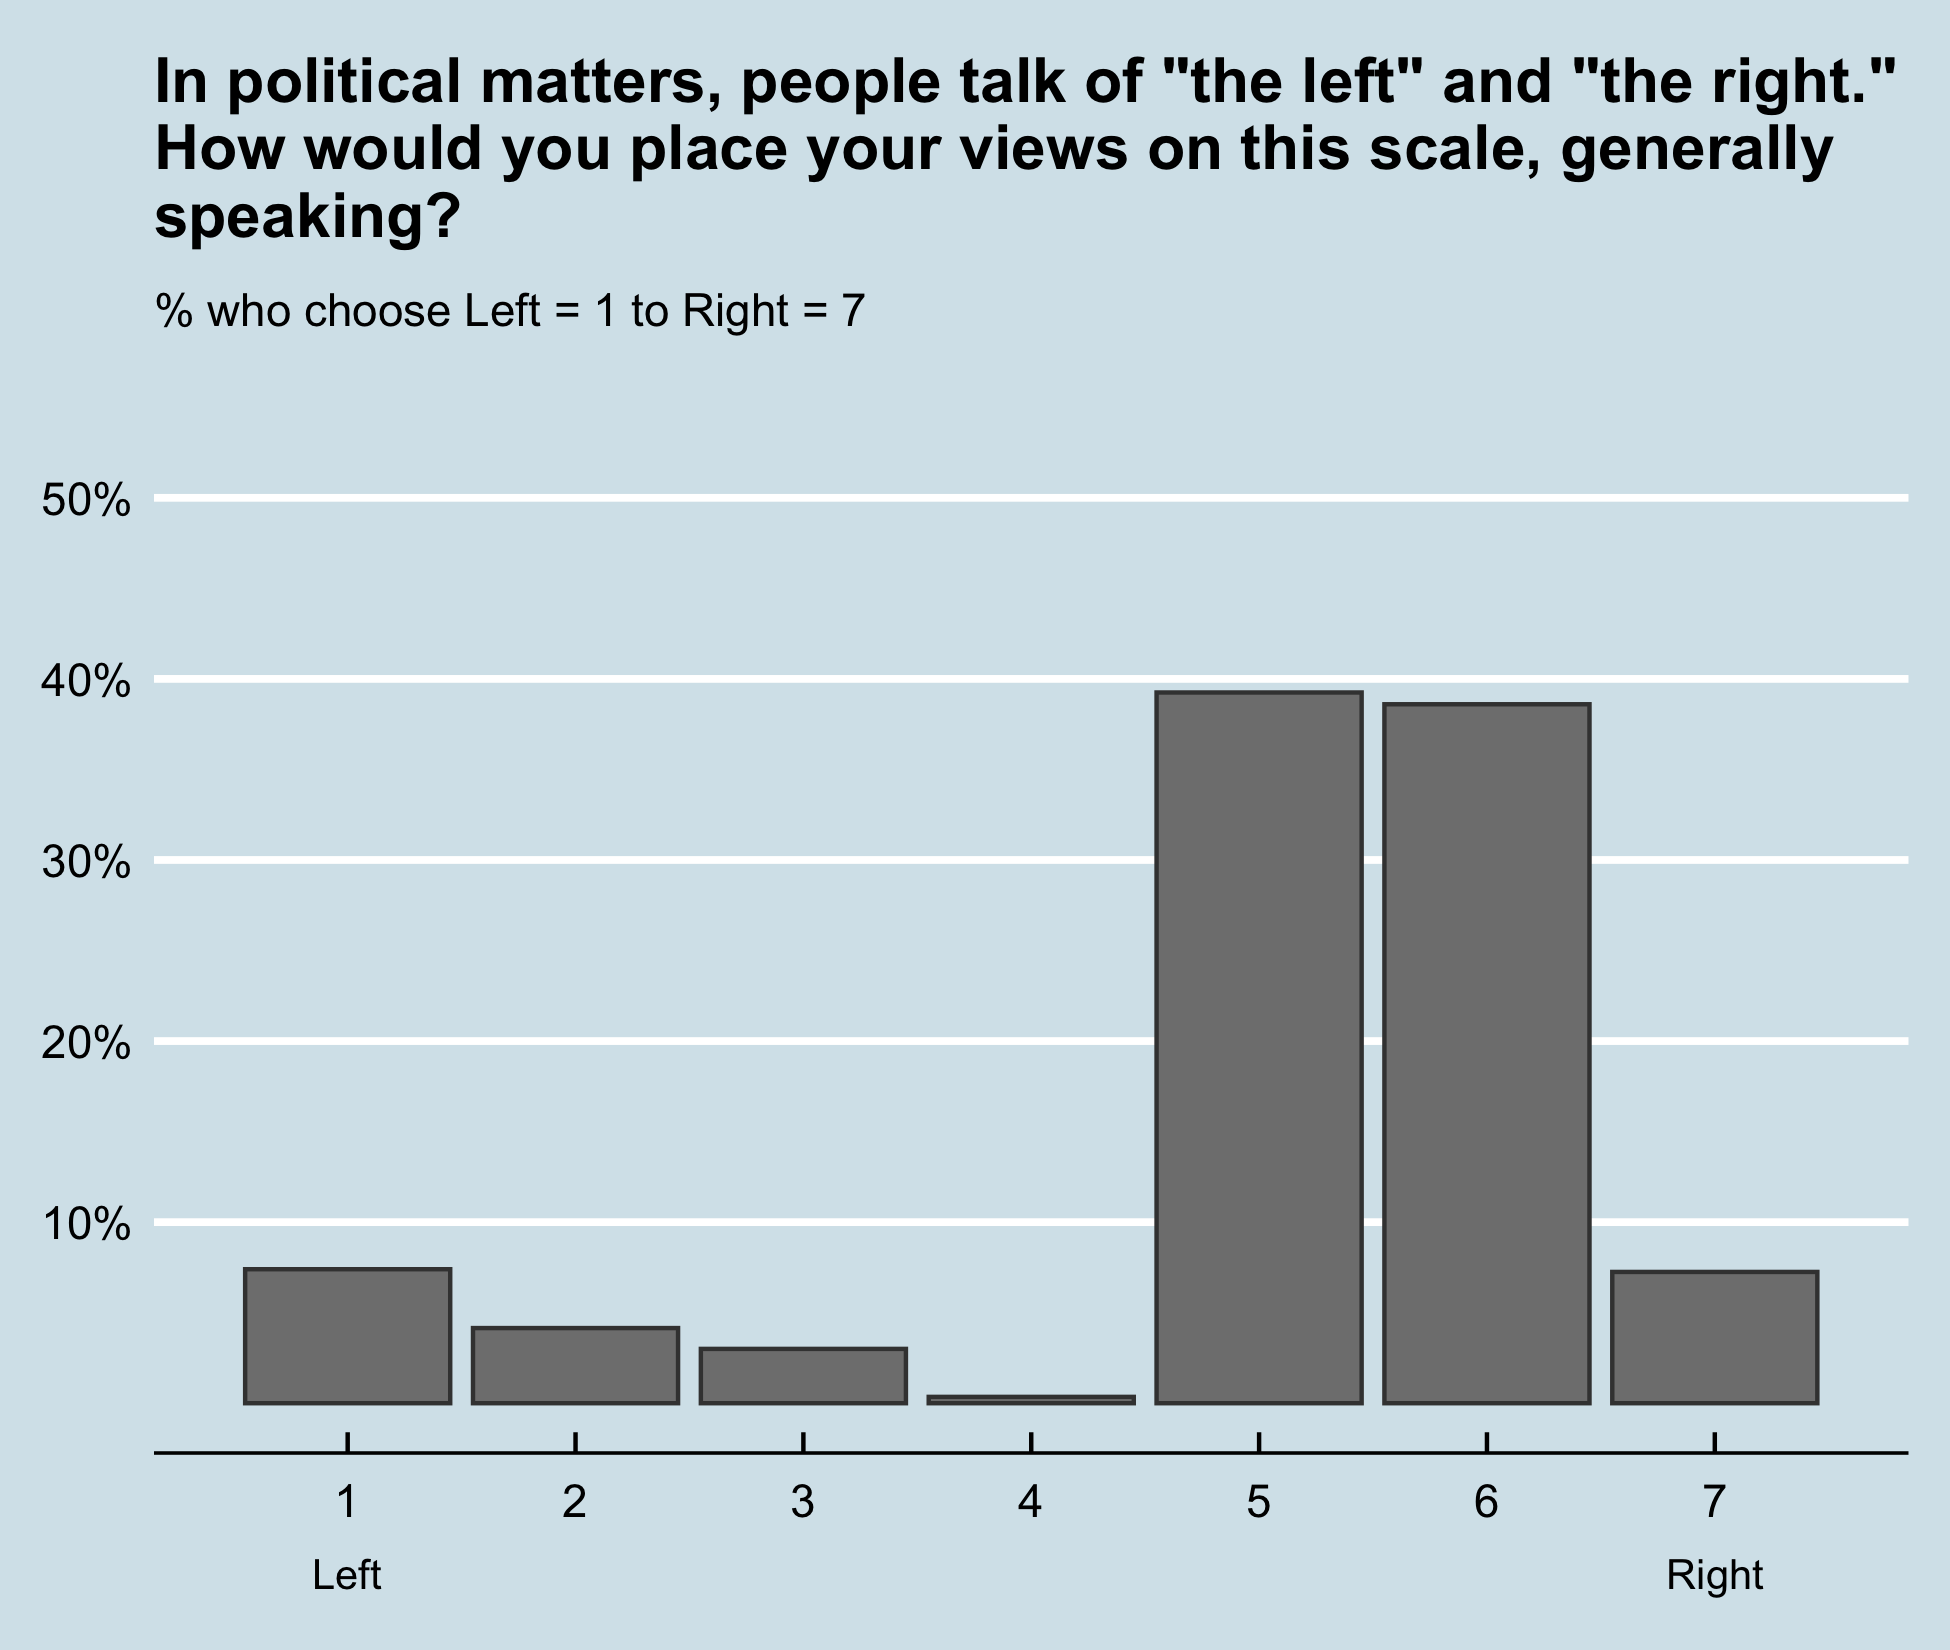 In political matters, people talk of "the left" and "the right."
How would you place your views on this scale, generally
speaking?
% who choose Left = 1 to Right = 7
50%
40%
30%
20%
10%
1 2 3 4 5 6 7
Left Right